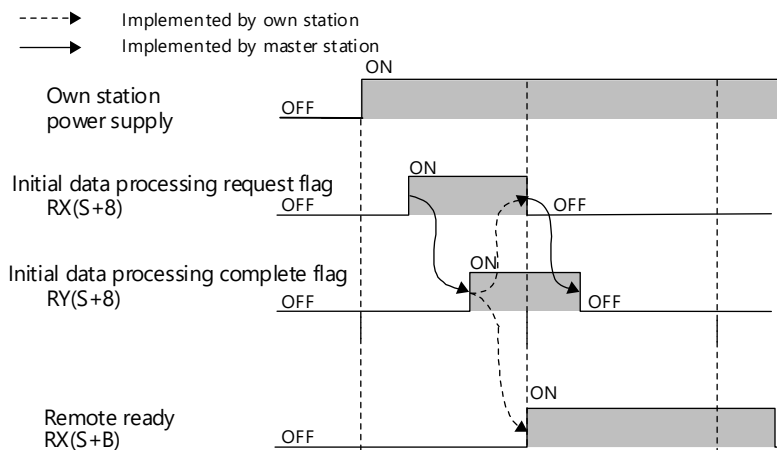 Implemented by own station
Implemented by master station
ON
Own station
power supply
OFF
ON
Initial data processing request flag
RX(S+8)
OFF
OFF
ON
Initial data processing complete flag
RY(S+8)
OFF
OFF
ON
Remote ready
RX(S+B)
OFF